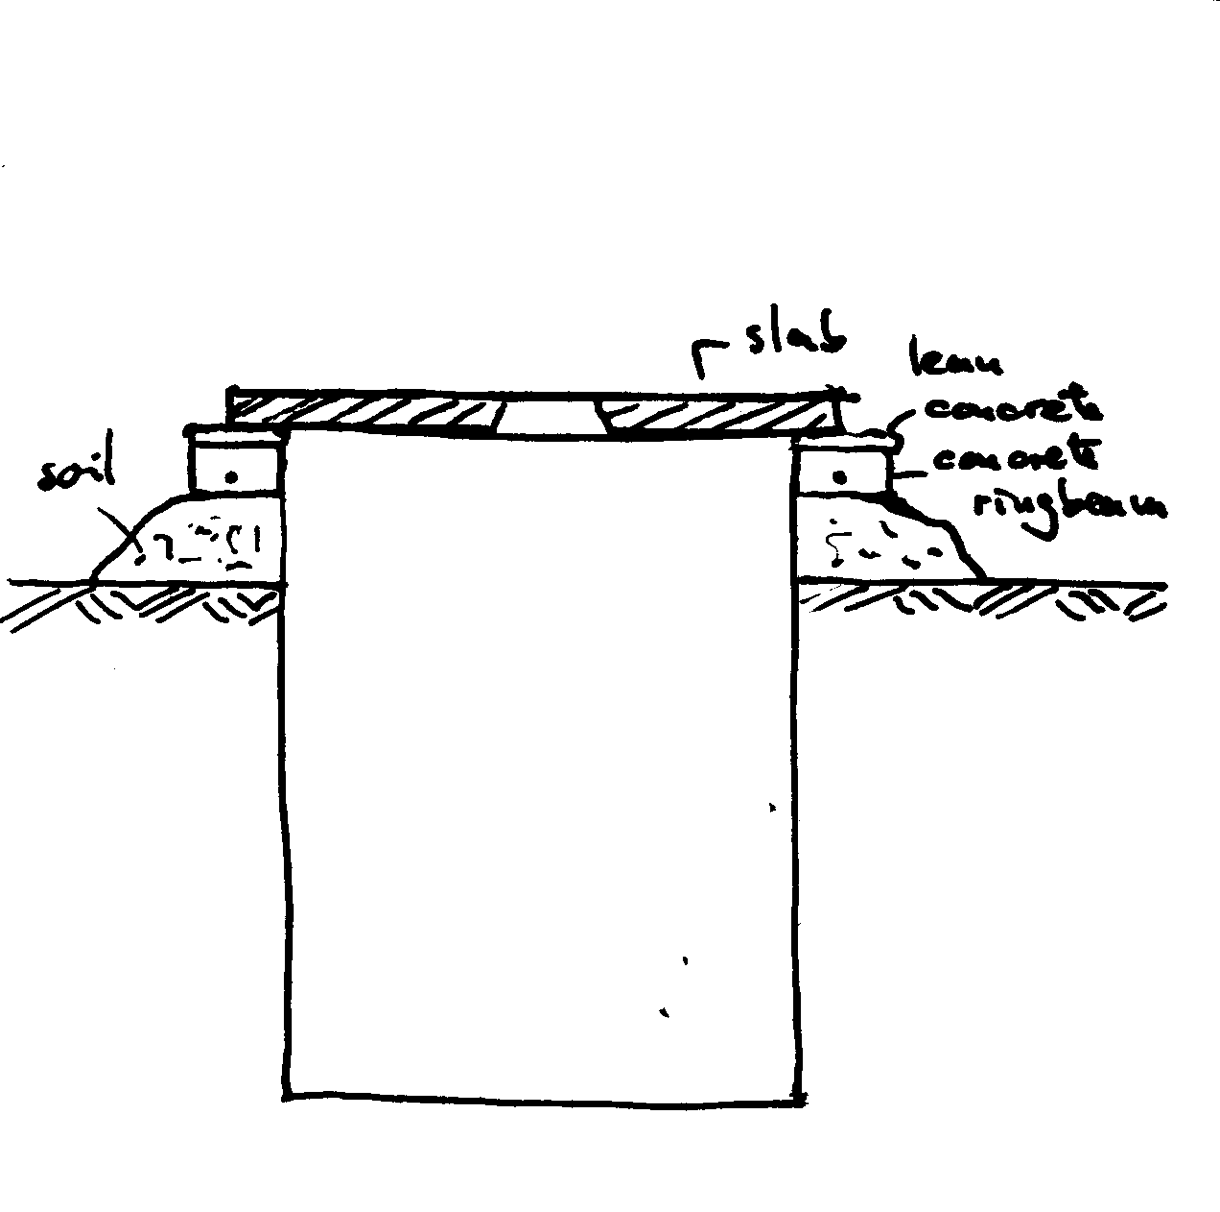 slab
lean
concrete
concrete
ringbeam
soil